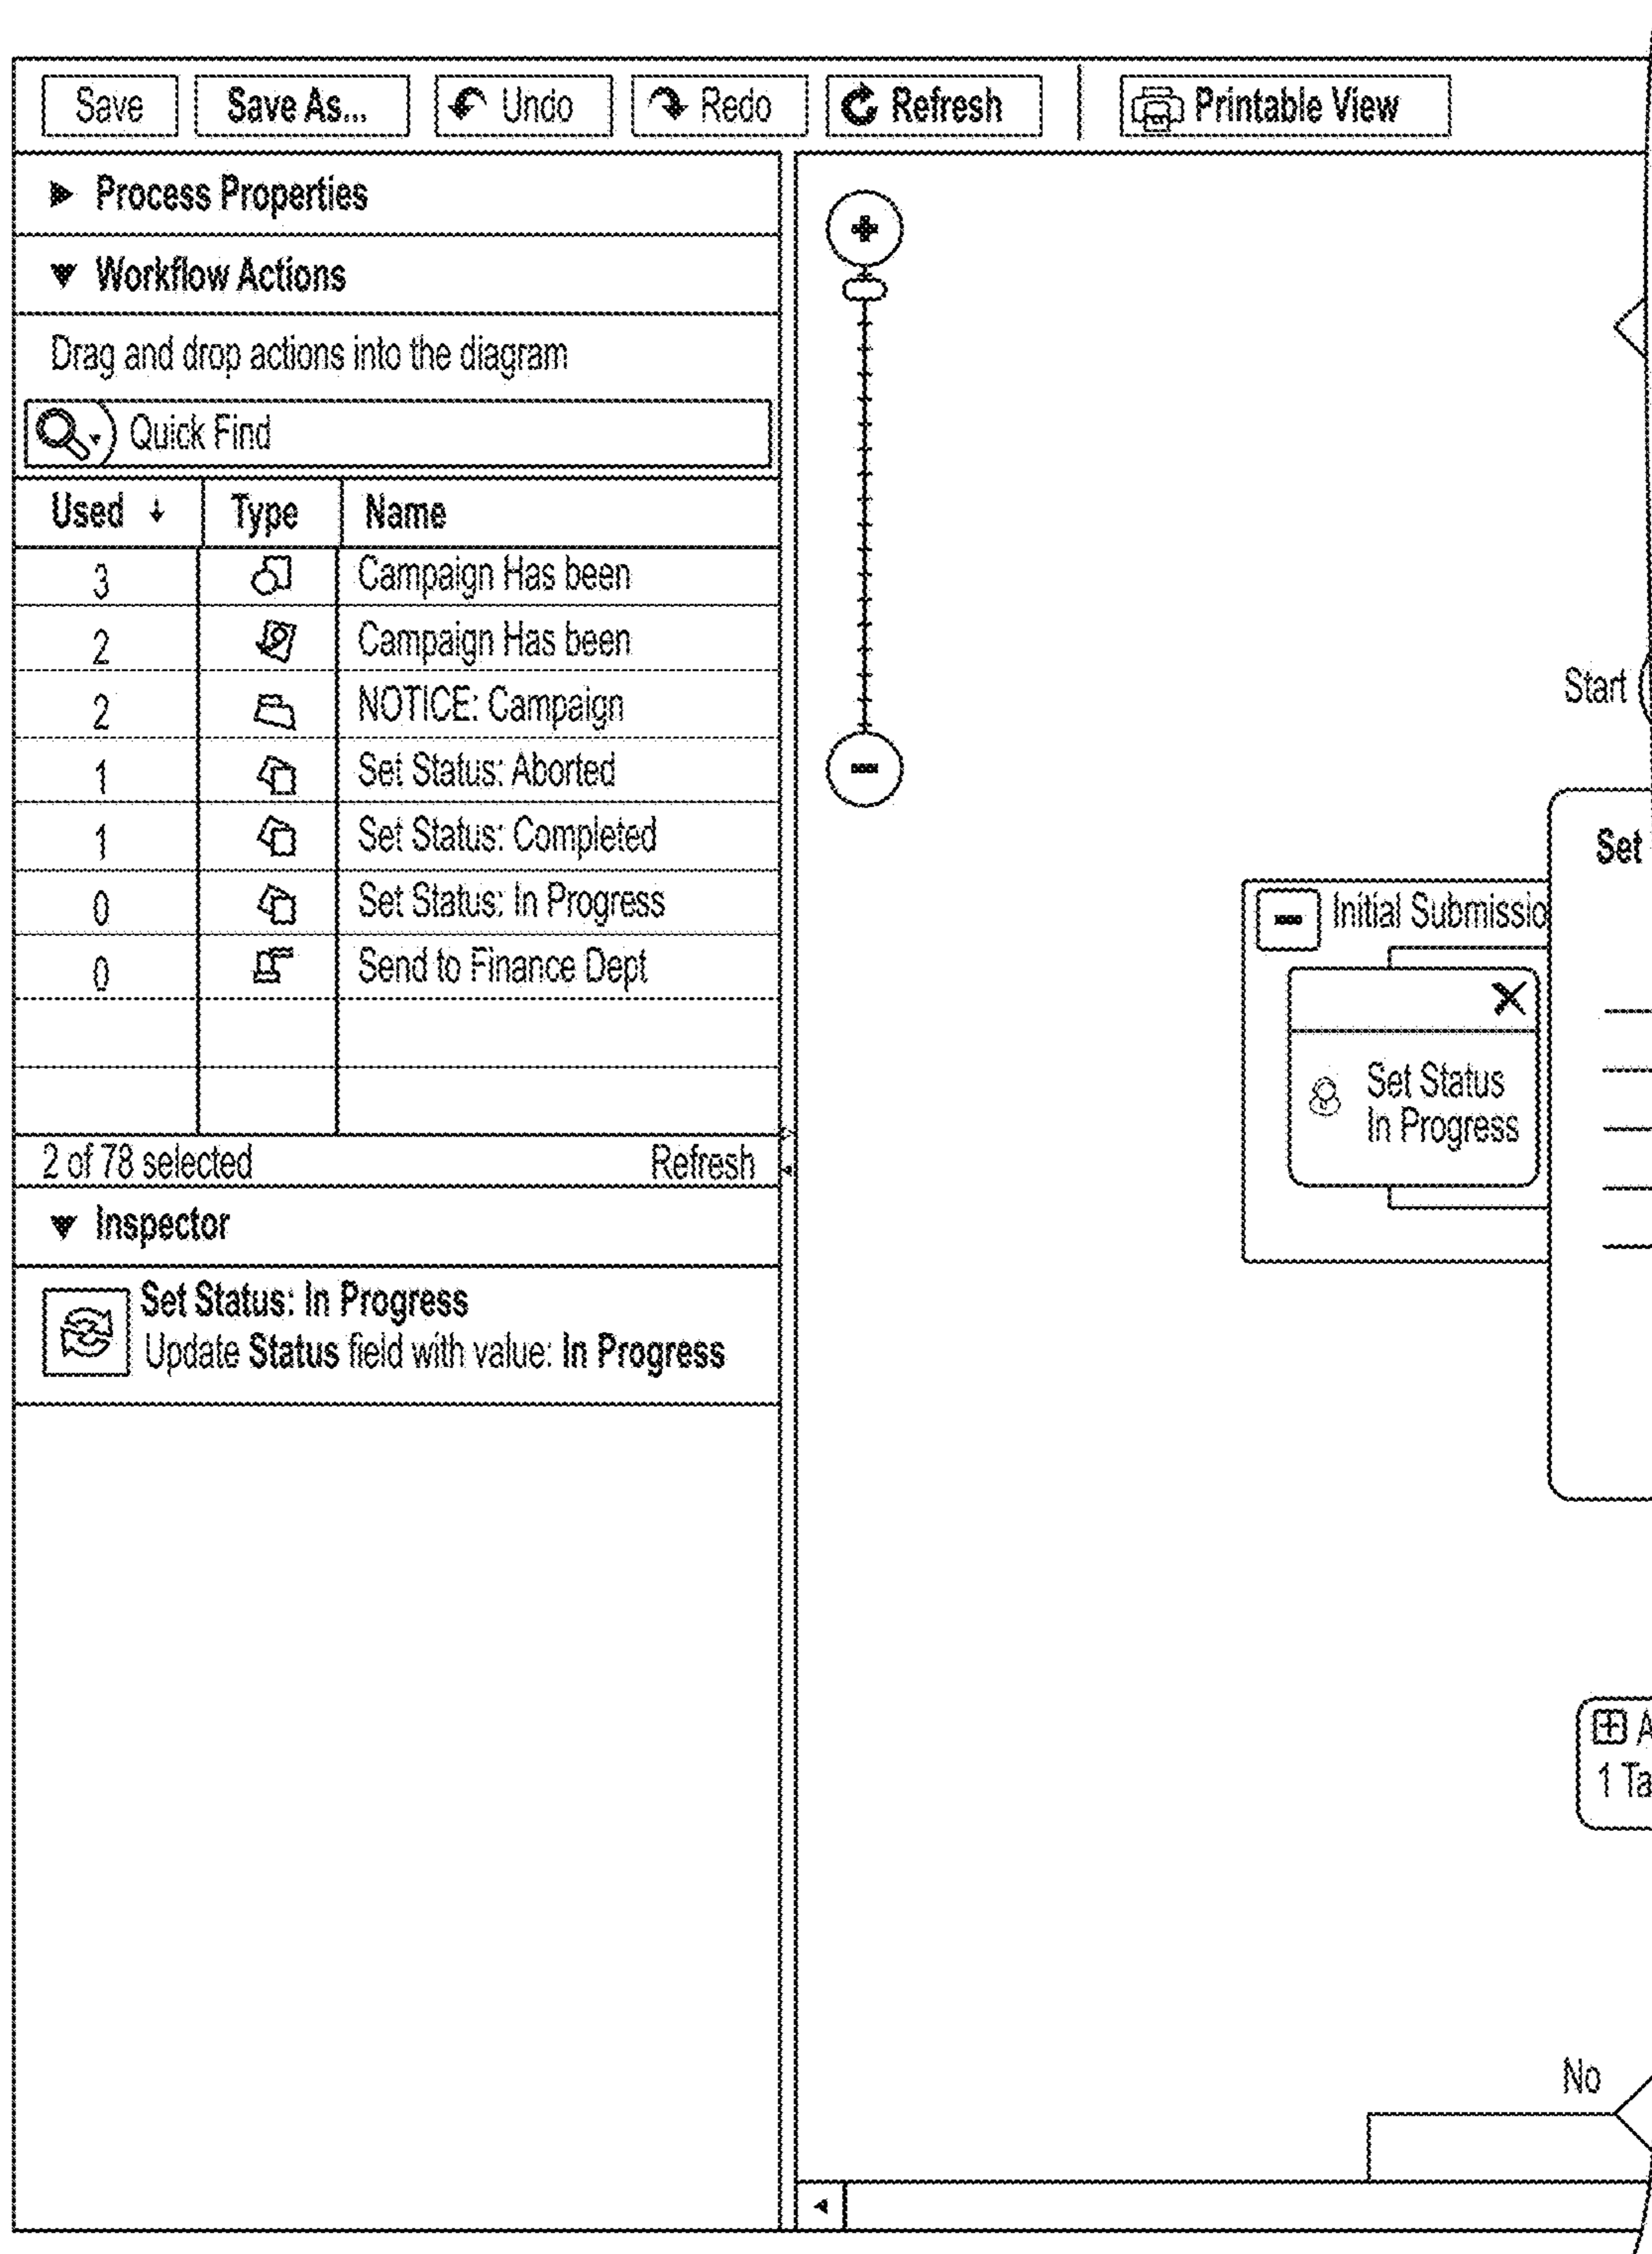 Save Save As... Undo Redo Refresh Printable View
Process Properties
Workflow Actions
Drag and drop actions into the diagram
Quick Find
Used Type Name
3 Campaign Has been
2 Campaign Has been
2 NOTICE: Campaign
1 Set Status: Aborted
1 Set Status: Completed
0 Set Status: In Progress
0 Send to Finance Dept
2 of 78 selected Refresh
Inspector
Set Status: In Progress
Update Status field with value: In Progress
Start
Set
Initial Submissio
Set Status
In Progress
A
1 Ta
No